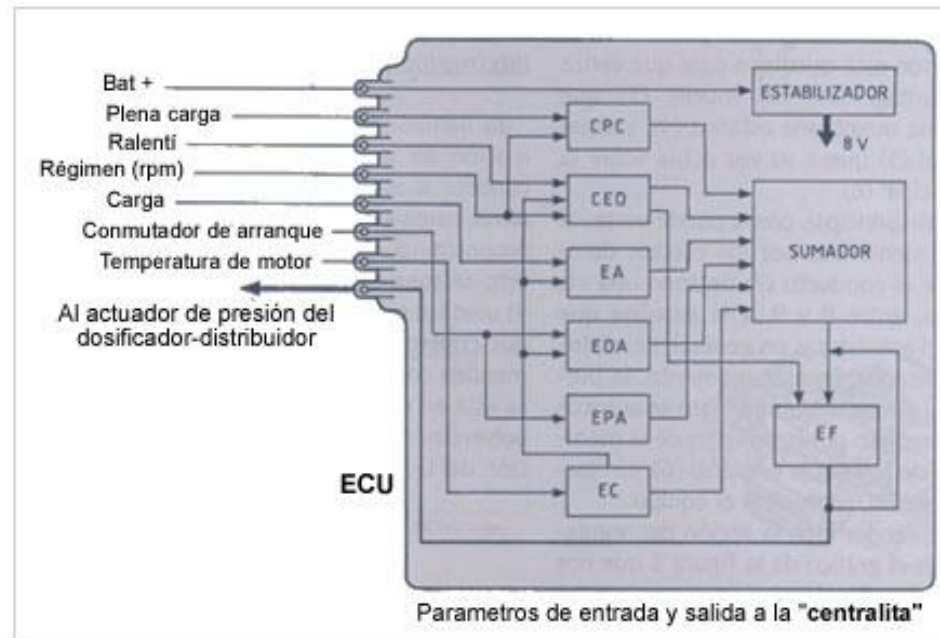 Bat +
Plena carga
Ralentí
Régimen (rpm)
Carga
Conmutador de arranque
Temperatura de motor
Al actuador de presión del
dosificador-distribuidor
ECU
ESTABILIZADOR
8 V
CPC
CED
EA
EDA
EPA
EC
SUMADOR
EF
Parametros de entrada y salida a la "centralita"